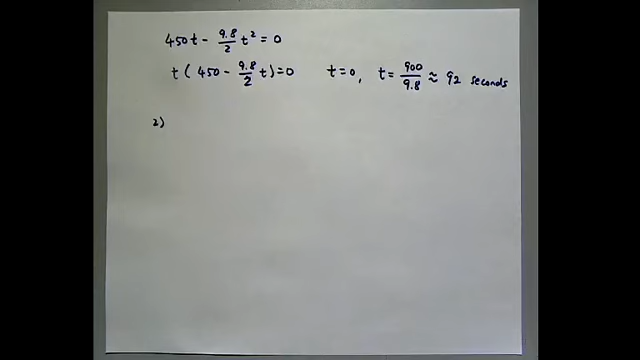 450t - 9.8/2 t² = 0
t ( 450 - 9.8/2 t ) = 0 t = 0 , t = 900/9.8 ≈ 92 seconds
2)